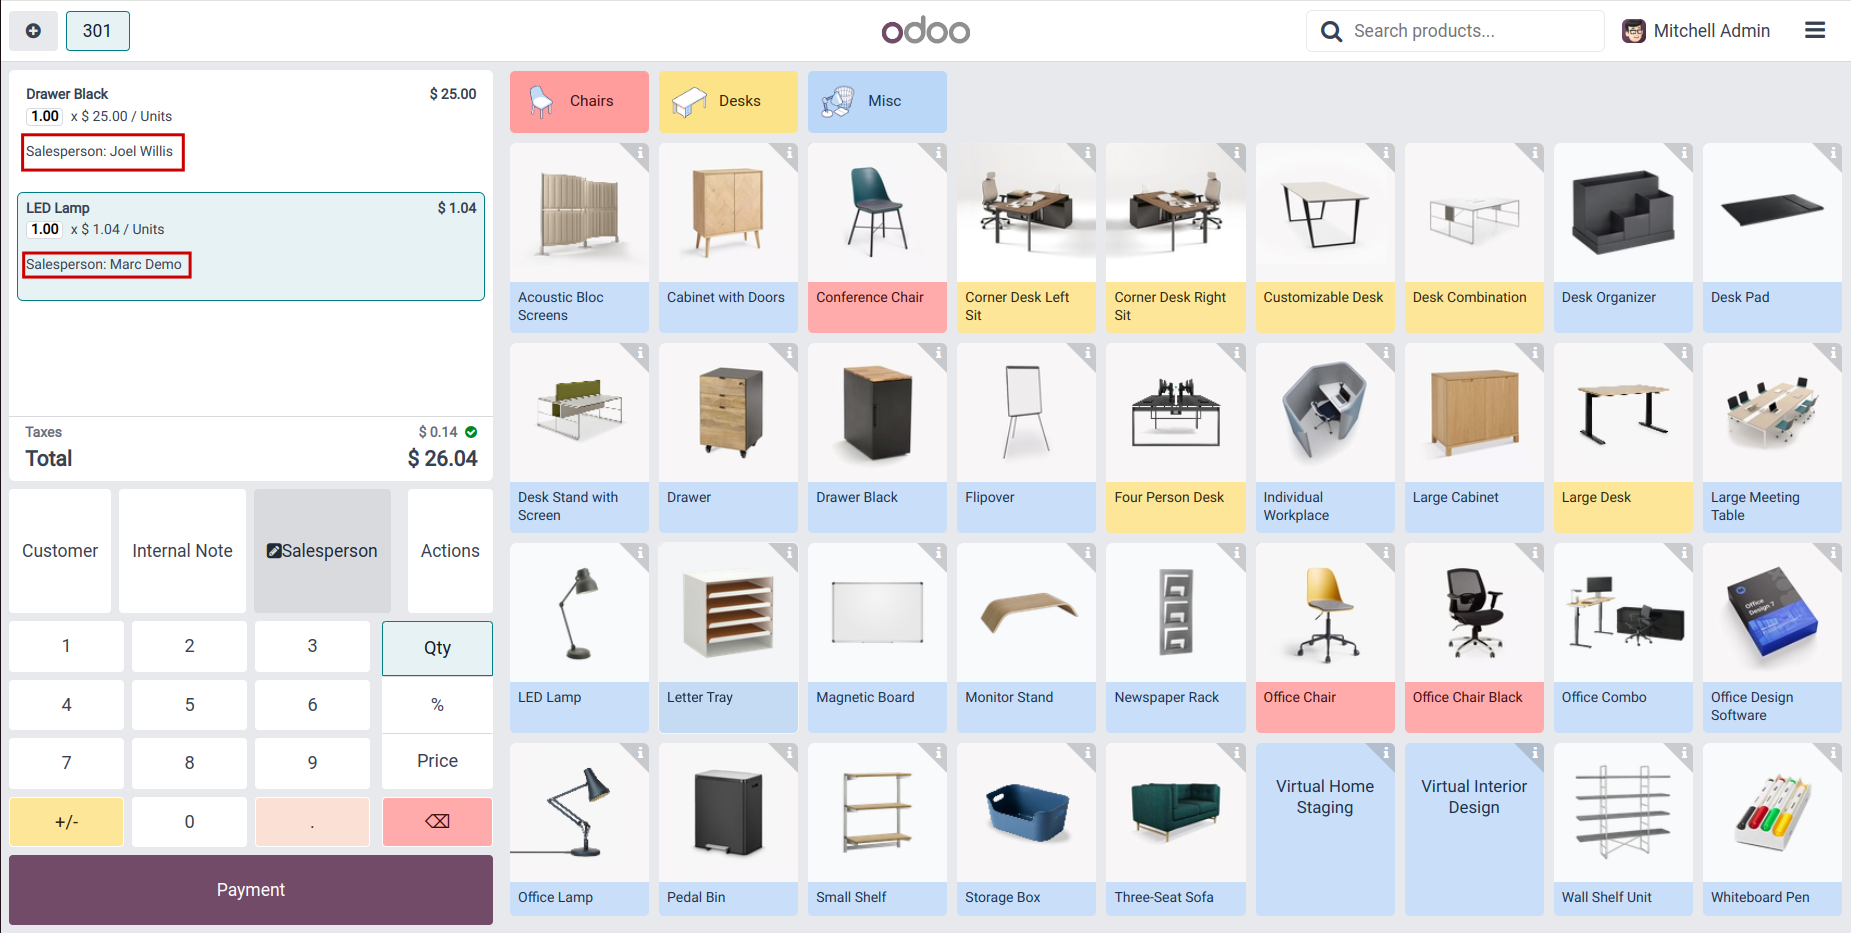 301
odoo
Search products...
Mitchell Admin
Drawer Black
$ 25.00
1.00 x $ 25.00 / Units
Salesperson: Joel Willis
LED Lamp
$ 1.04
1.00 x $ 1.04 / Units
Salesperson: Marc Demo
Taxes
$ 0.14
Total
$ 26.04
Customer
Internal Note
Salesperson
Actions
1
2
3
Qty
4
5
6
%
7
8
9
Price
+/-
0
.
Payment
Chairs
Desks
Misc
Acoustic Bloc
Screens
Cabinet with Doors
Conference Chair
Corner Desk Left
Sit
Corner Desk Right
Sit
Customizable Desk
Desk Combination
Desk Organizer
Desk Pad
Desk Stand with
Screen
Drawer
Drawer Black
Flipover
Four Person Desk
Individual
Workplace
Large Cabinet
Large Desk
Large Meeting
Table
LED Lamp
Letter Tray
Magnetic Board
Monitor Stand
Newspaper Rack
Office Chair
Office Chair Black
Office Combo
Office
Design 7
Office Design
Software
Office Lamp
Pedal Bin
Small Shelf
Storage Box
Three-Seat Sofa
Virtual Home
Staging
Virtual Interior
Design
Wall Shelf Unit
Whiteboard Pen